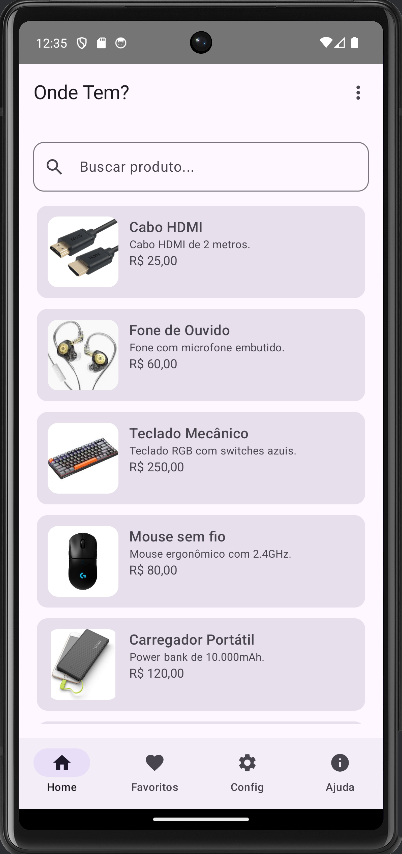 12:35
Onde Tem?
Buscar produto...
Cabo HDMI
Cabo HDMI de 2 metros.
R$ 25,00
Fone de Ouvido
Fone com microfone embutido.
R$ 60,00
Teclado Mecânico
Teclado RGB com switches azuis.
R$ 250,00
Mouse sem fio
Mouse ergonômico com 2.4GHz.
R$ 80,00
Carregador Portátil
Power bank de 10.000mAh.
R$ 120,00
Home
Favoritos
Config
Ajuda